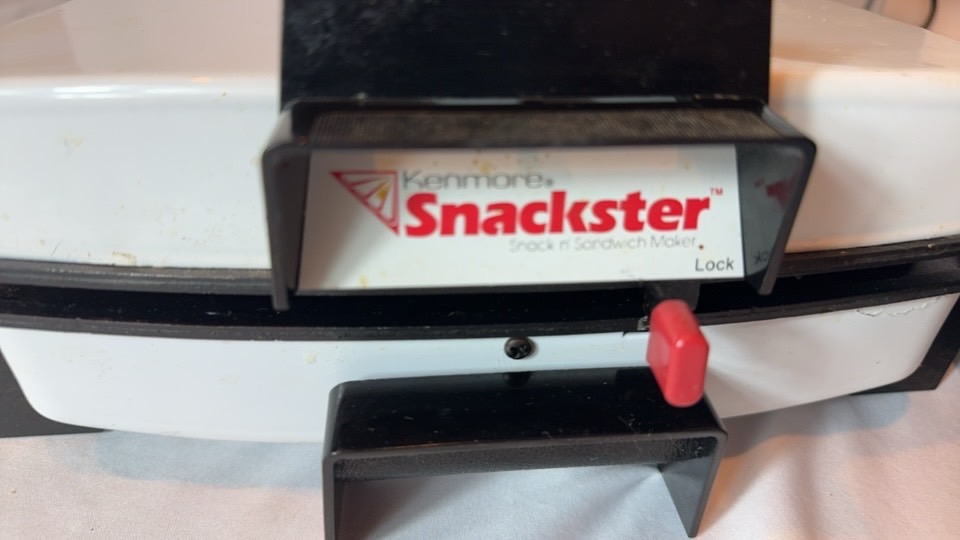 Kenmore®
Snackster™
Snack n' Sandwich Maker
Lock